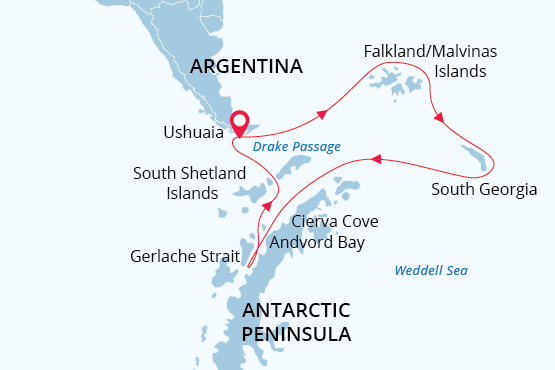 Falkland/Malvinas
Islands
ARGENTINA
Ushuaia
Drake Passage
South Shetland
Islands
South Georgia
Cierva Cove
Andvord Bay
Gerlache Strait
Weddell Sea
ANTARCTIC
PENINSULA